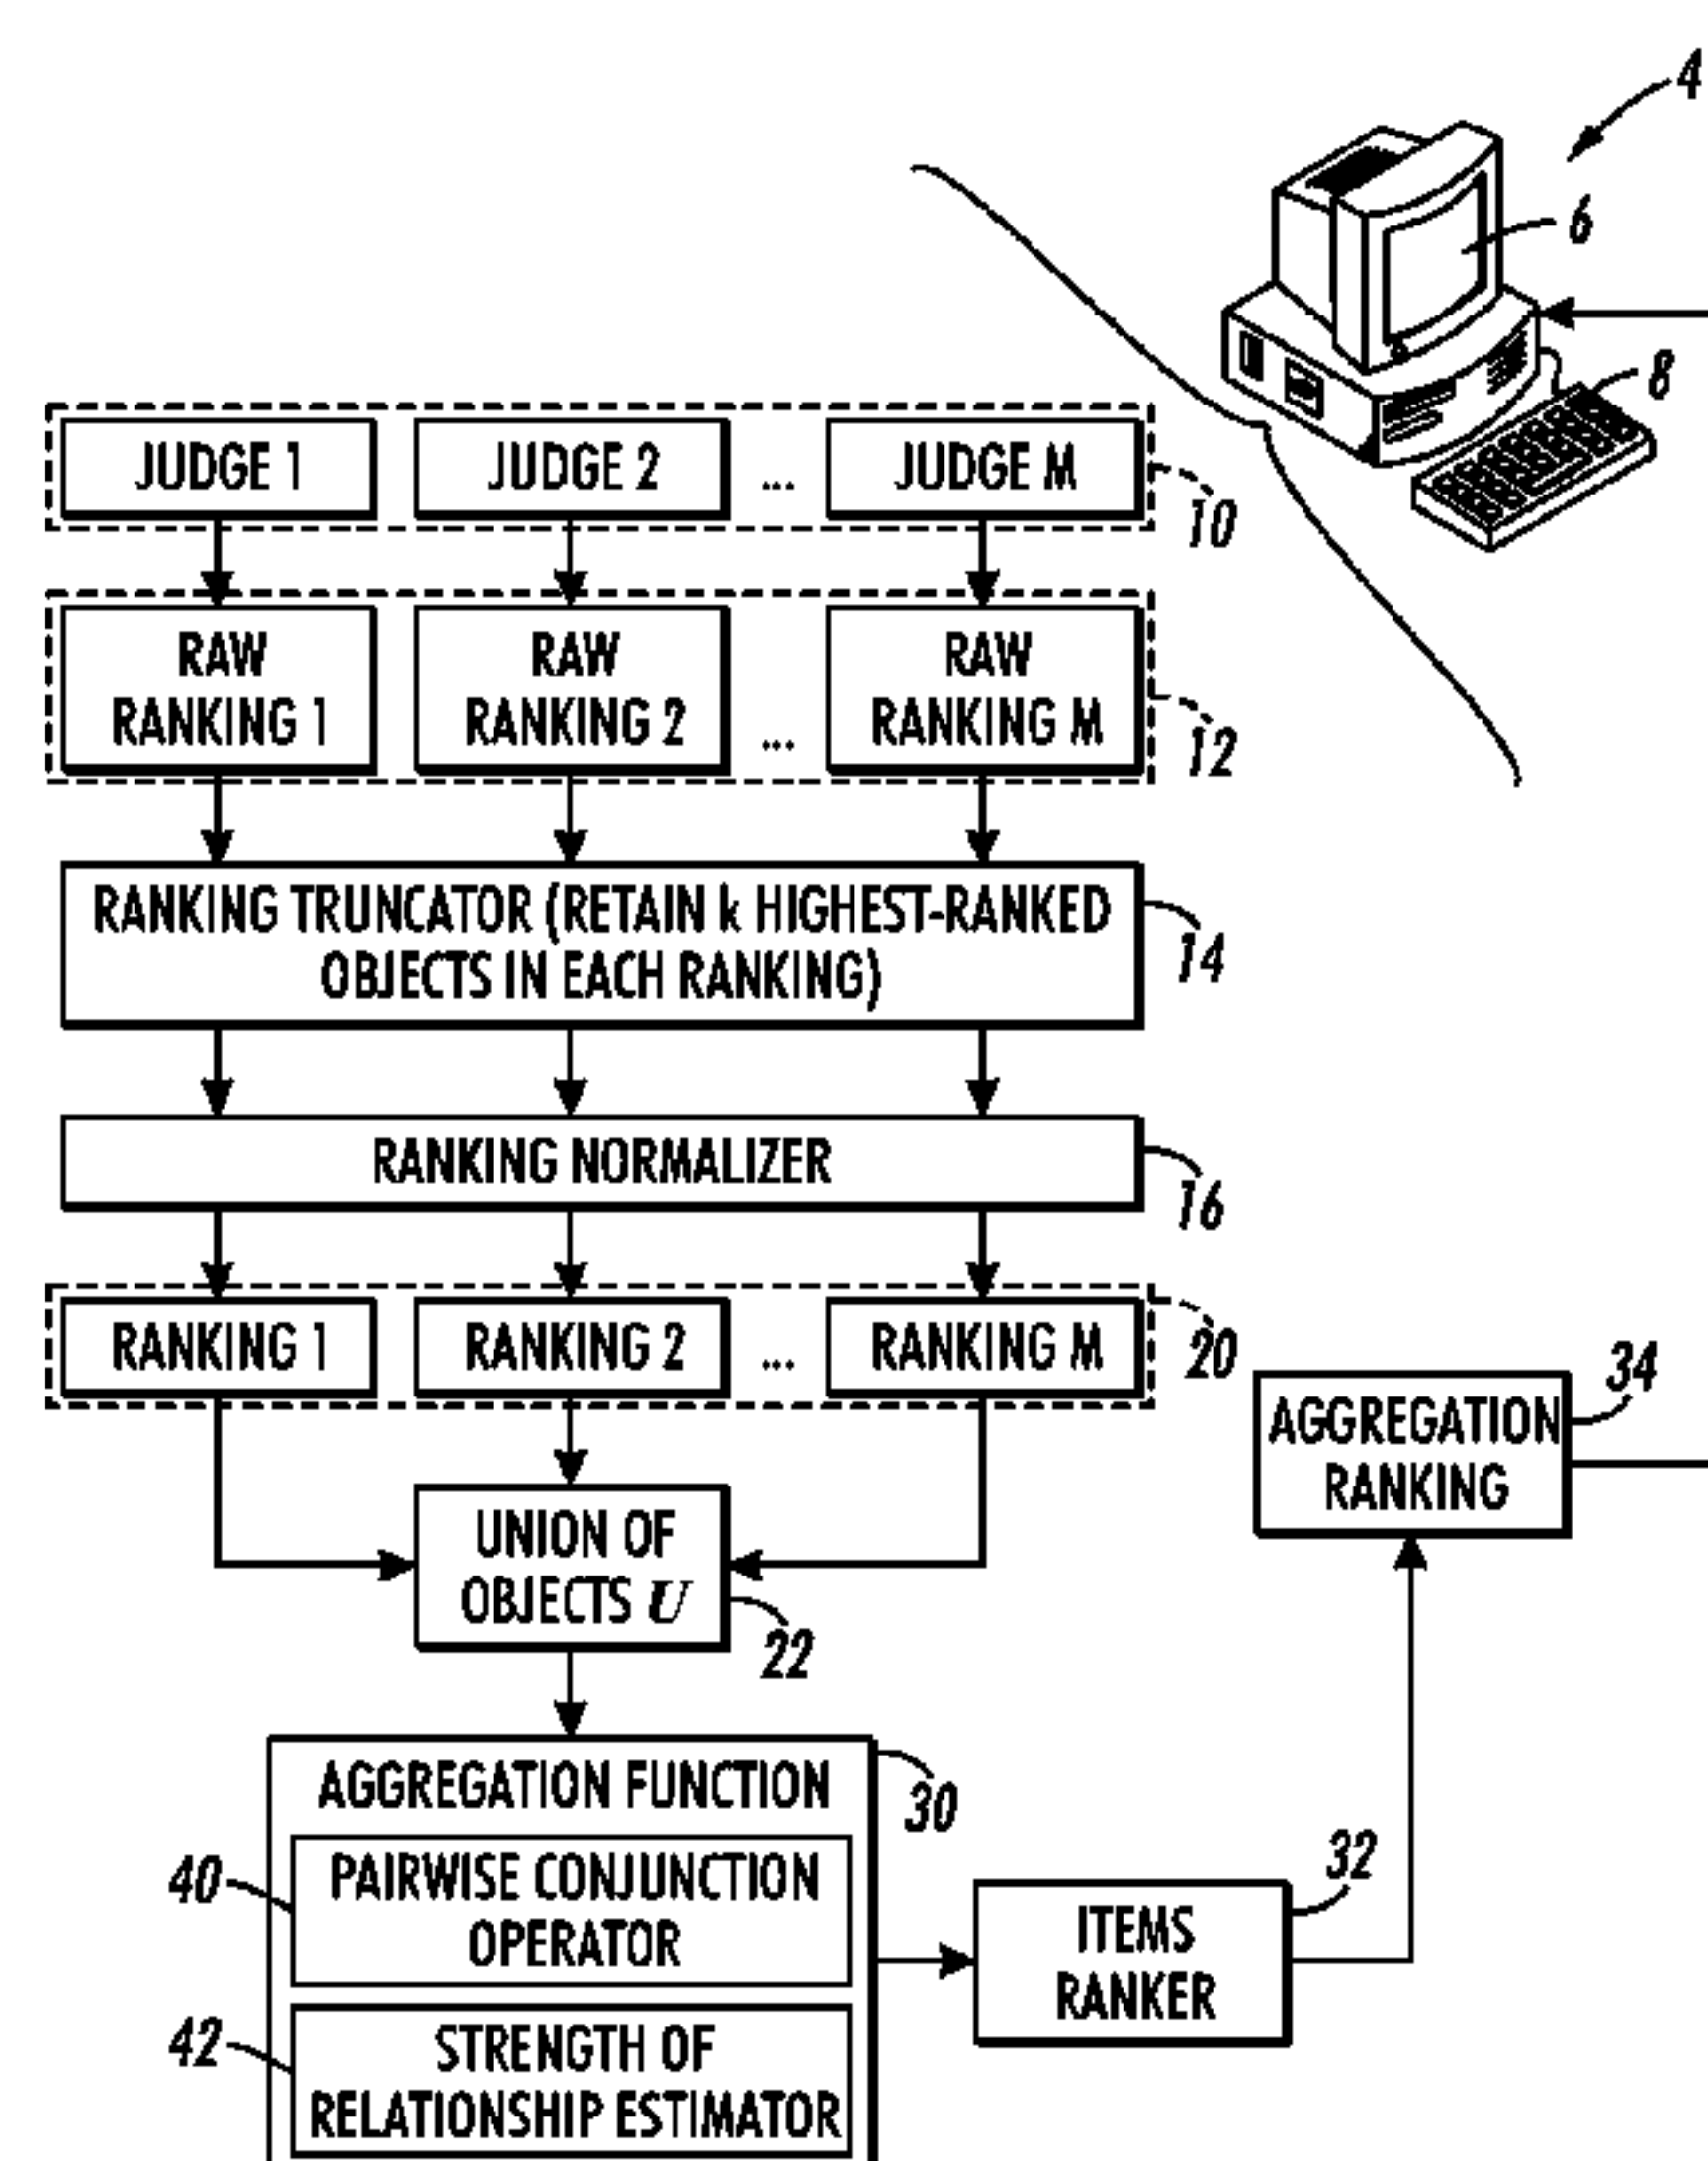 4
6
8
JUDGE 1
JUDGE 2
...
JUDGE M
10
RAW
RANKING 1
RAW
RANKING 2
...
RAW
RANKING M
12
RANKING TRUNCATOR (RETAIN k HIGHEST-RANKED
OBJECTS IN EACH RANKING)
14
RANKING NORMALIZER
16
RANKING 1
RANKING 2
...
RANKING M
20
UNION OF
OBJECTS U
22
AGGREGATION FUNCTION
30
PAIRWISE CONJUNCTION
OPERATOR
40
STRENGTH OF
RELATIONSHIP ESTIMATOR
42
ITEMS
RANKER
32
AGGREGATION
RANKING
34